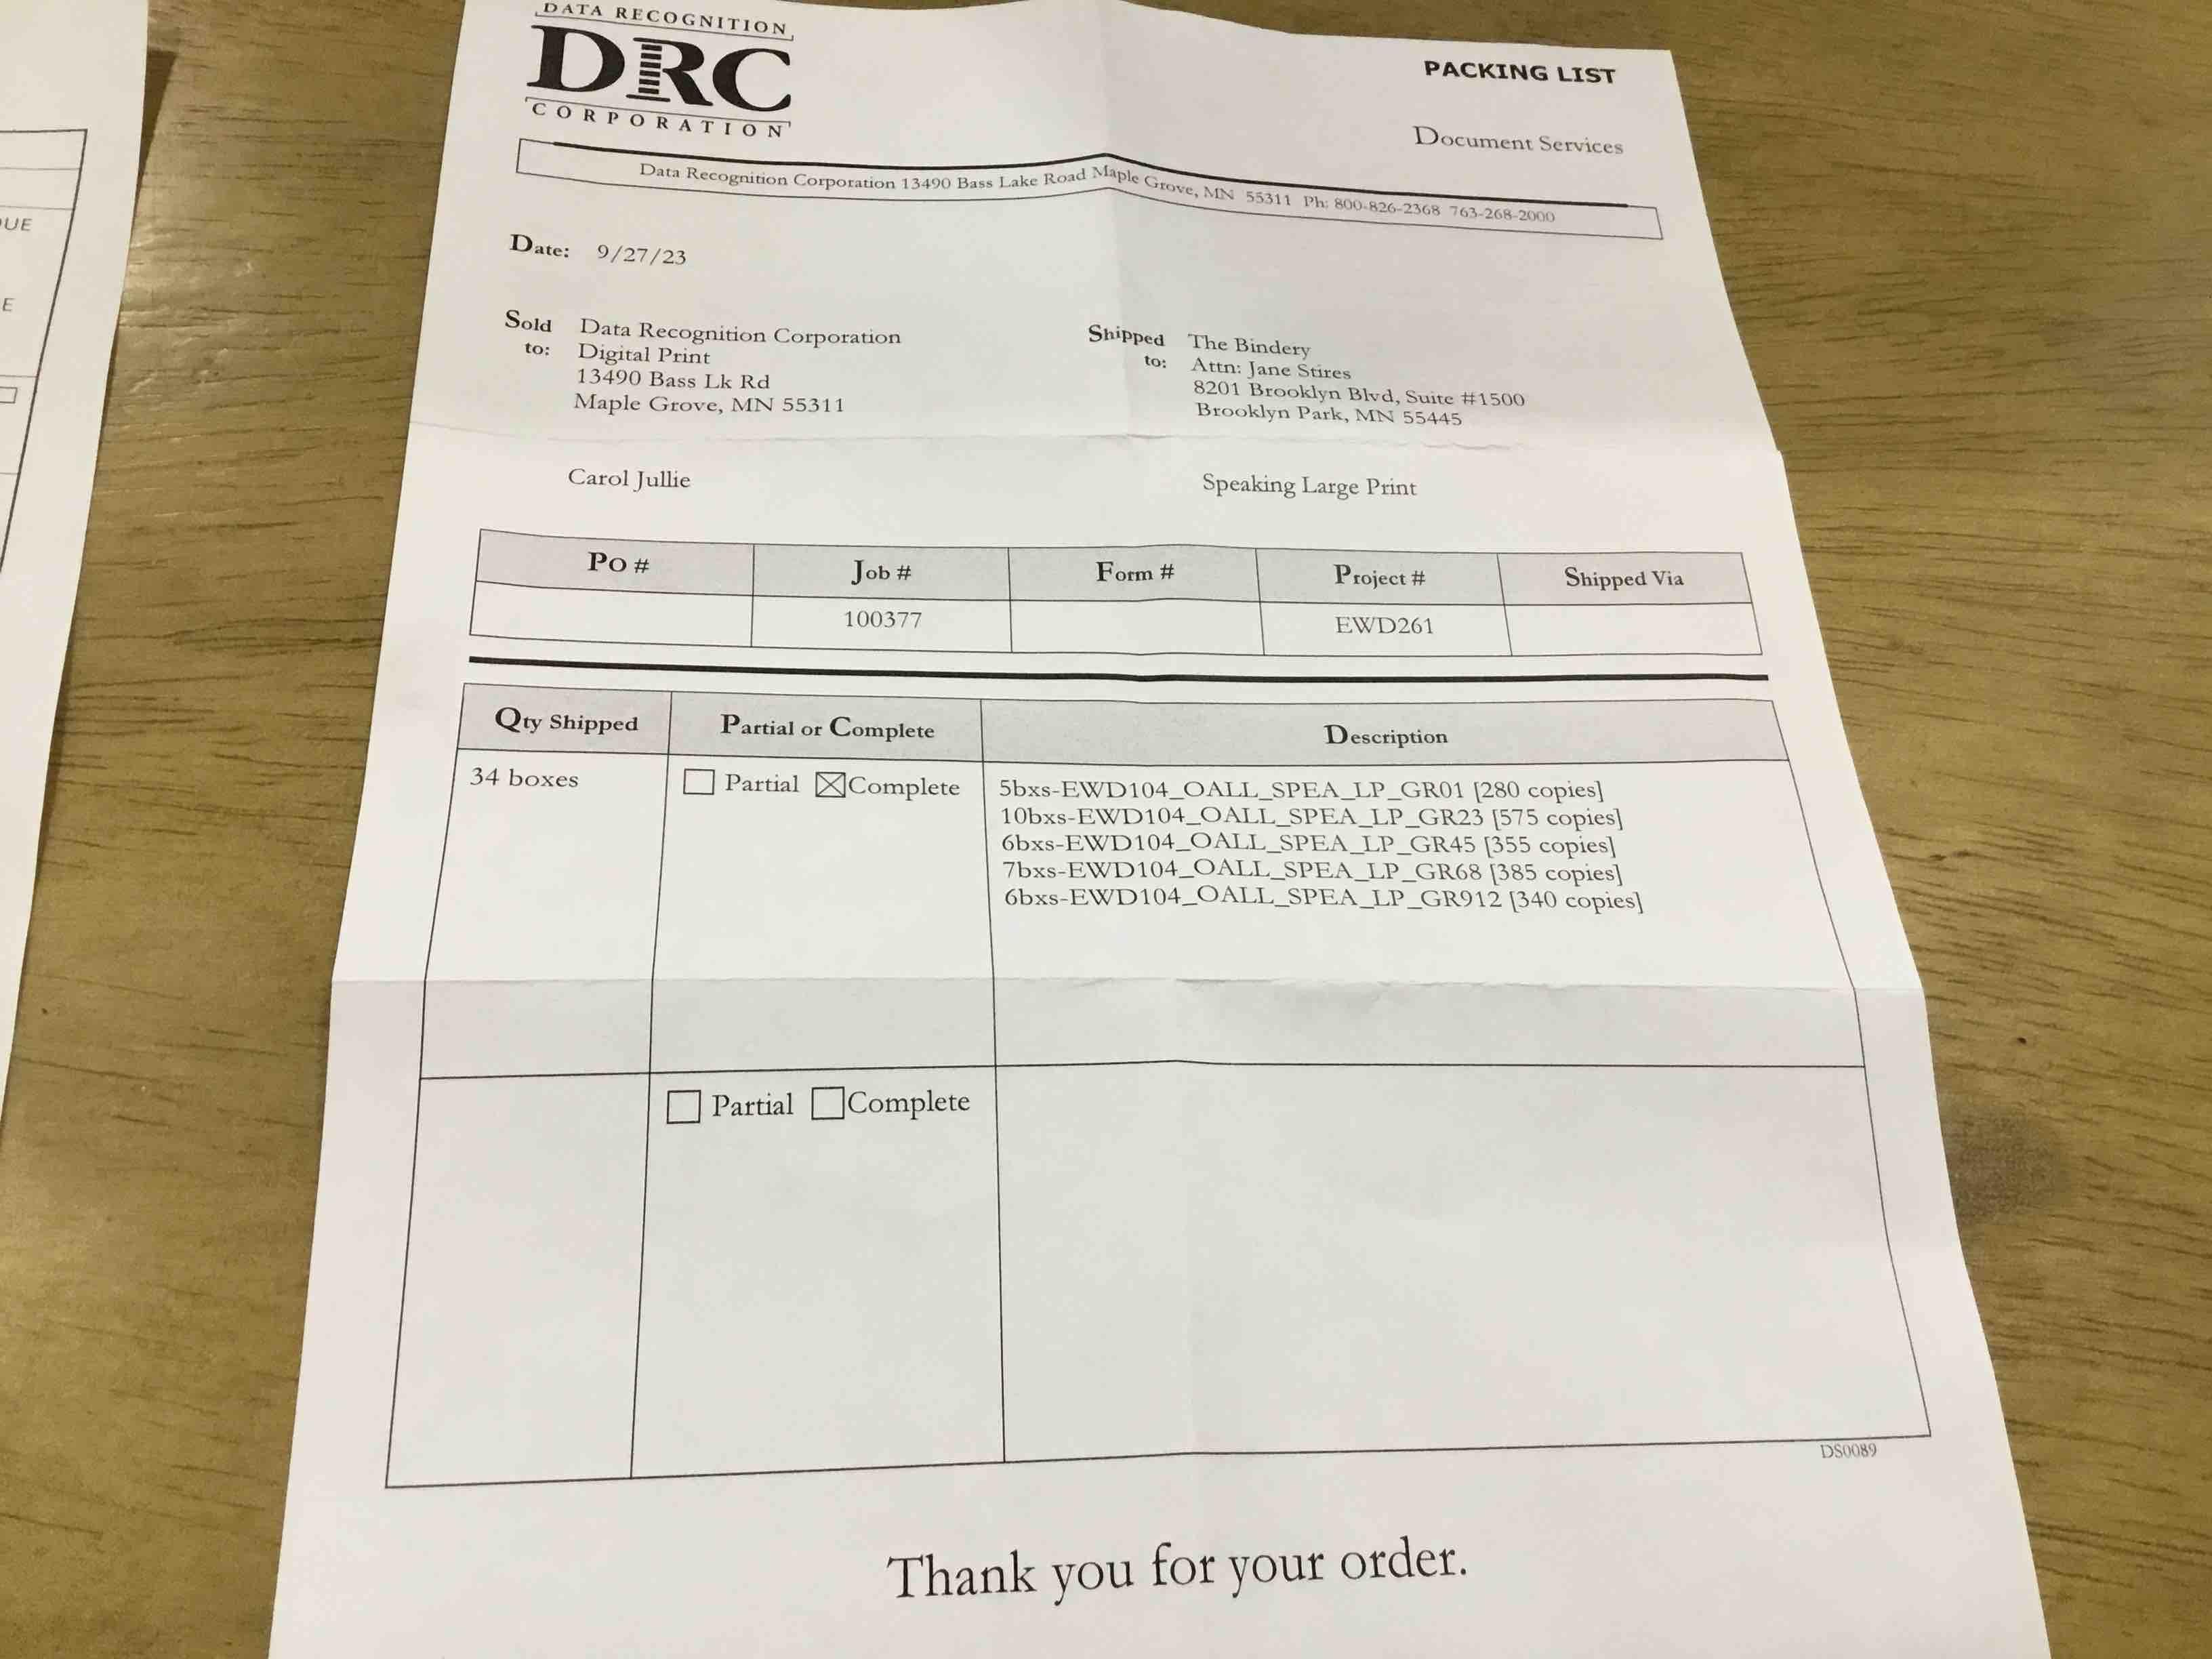 DATA RECOGNITION
DRC
CORPORATION
PACKING LIST
Document Services
Data Recognition Corporation 13490 Bass Lake Road Maple Grove, MN 55311 Ph: 800-826-2368 763-268-2000
Date: 9/27/23
Sold to: Data Recognition Corporation
Digital Print
13490 Bass Lk Rd
Maple Grove, MN 55311
Shipped to: The Bindery
Attn: Jane Stires
8201 Brooklyn Blvd, Suite #1500
Brooklyn Park, MN 55445
Carol Jullie
Speaking Large Print
Po # Job # Form # Project # Shipped Via
100377 EWD261
Qty Shipped Partial or Complete Description
34 boxes Partial Complete
5bxs-EWD104_OALL_SPEA_LP_GR01 [280 copies]
10bxs-EWD104_OALL_SPEA_LP_GR23 [575 copies]
6bxs-EWD104_OALL_SPEA_LP_GR45 [355 copies]
7bxs-EWD104_OALL_SPEA_LP_GR68 [385 copies]
6bxs-EWD104_OALL_SPEA_LP_GR912 [340 copies]
Partial Complete
DS0089
Thank you for your order.